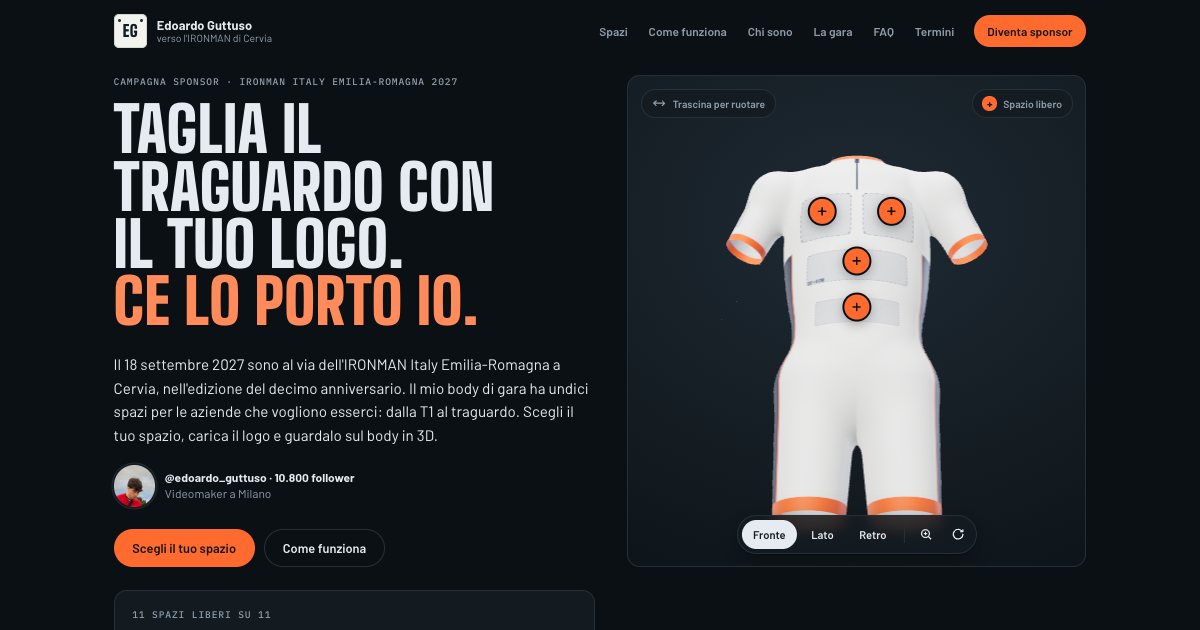 EG
Edoardo Guttuso
verso l'IRONMAN di Cervia
Spazi
Come funziona
Chi sono
La gara
FAQ
Termini
Diventa sponsor
CAMPAGNA SPONSOR · IRONMAN ITALY EMILIA-ROMAGNA 2027
TAGLIA IL
TRAGUARDO CON
IL TUO LOGO.
CE LO PORTO IO.
Il 18 settembre 2027 sono al via dell'IRONMAN Italy Emilia-Romagna a
Cervia, nell'edizione del decimo anniversario. Il mio body di gara ha undici
spazi per le aziende che vogliono esserci: dalla T1 al traguardo. Scegli il
tuo spazio, carica il logo e guardalo sul body in 3D.
@edoardo_guttuso · 10.800 follower
Videomaker a Milano
Scegli il tuo spazio
Come funziona
11 SPAZI LIBERI SU 11
Trascina per ruotare
Spazio libero
Fronte
Lato
Retro